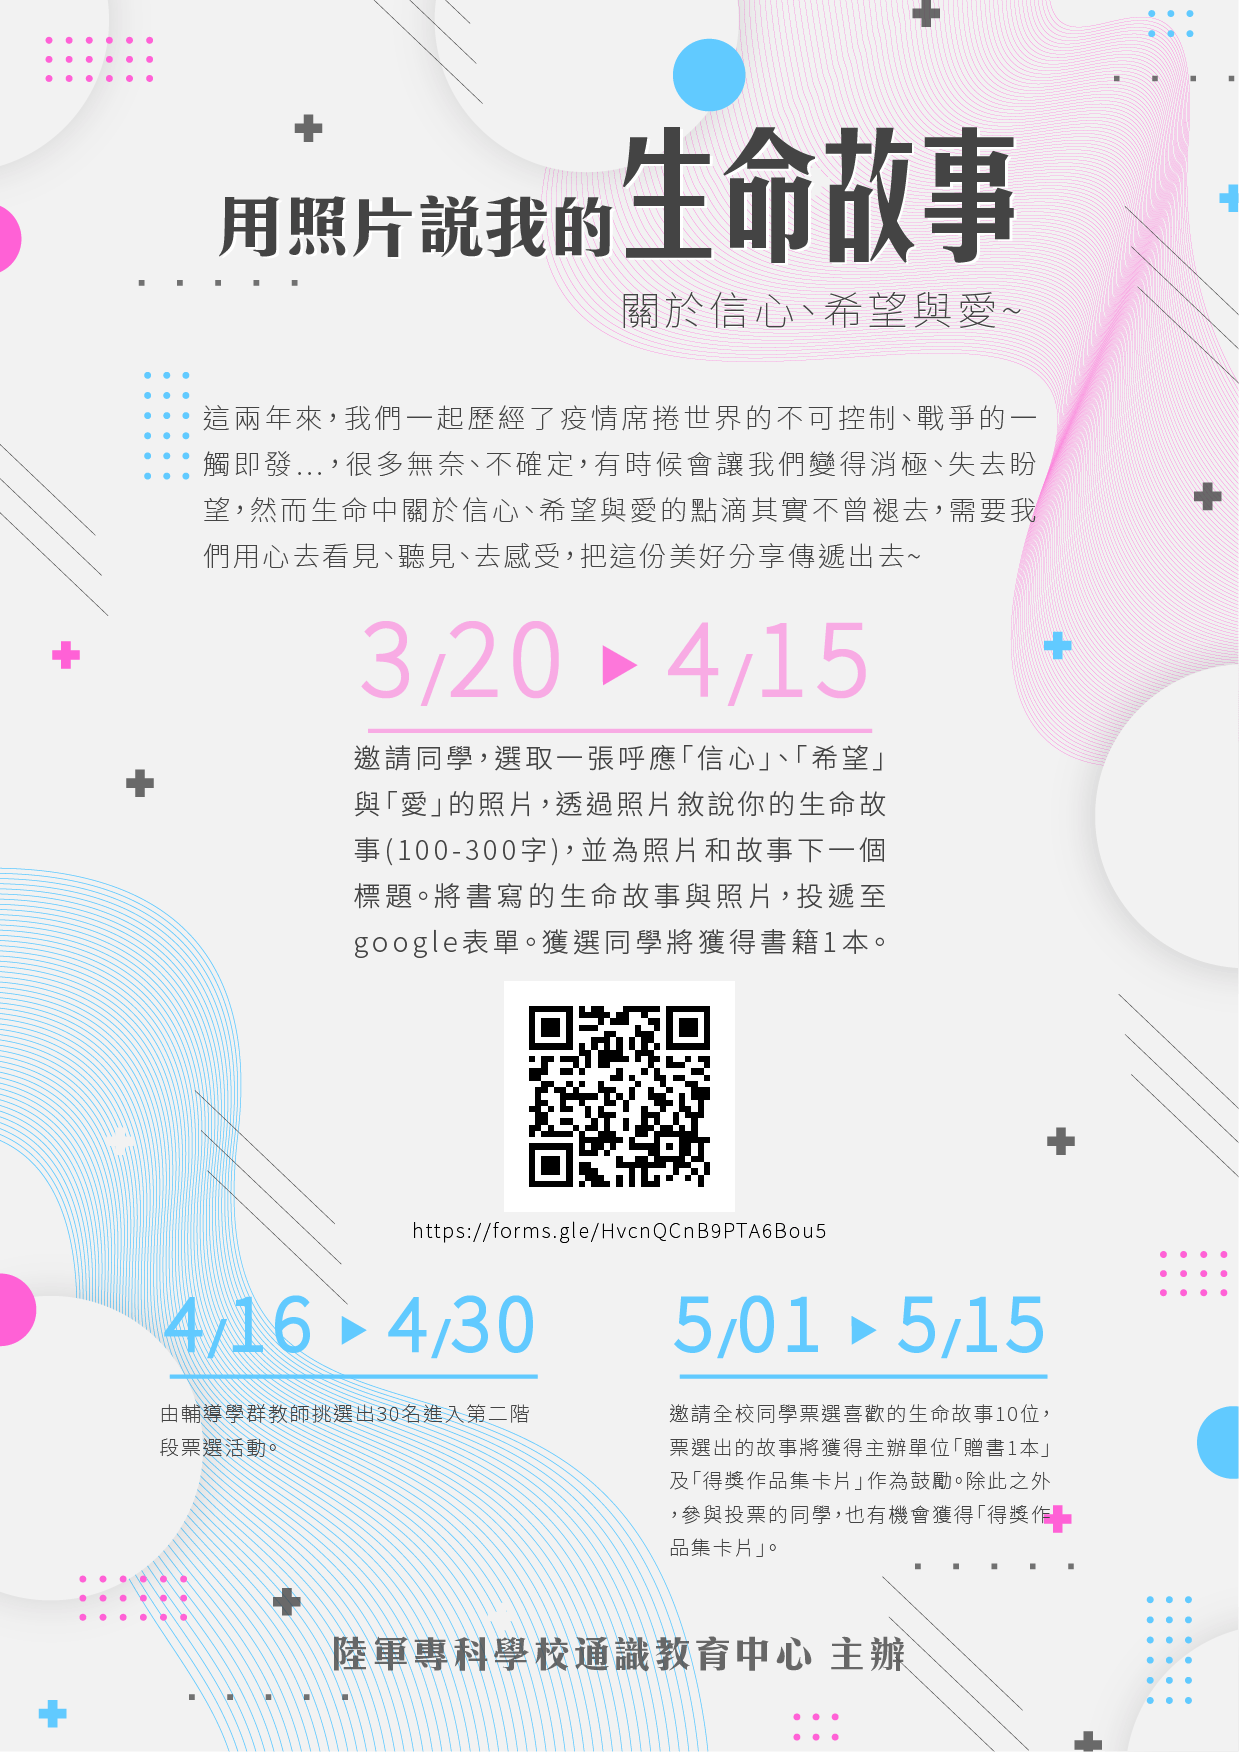 用照片說我的生命故事
關於信心、希望與愛~
這兩年來，我們一起歷經了疫情席捲世界的不可控制、戰爭的一
觸即發...，很多無奈、不確定，有時候會讓我們變得消極、失去盼
望，然而生命中關於信心、希望與愛的點滴其實不曾褪去，需要我
們用心去看見、聽見、去感受，把這份美好分享傳遞出去~
3/20 ▶ 4/15
邀請同學，選取一張呼應「信心」、「希望」
與「愛」的照片，透過照片敘說你的生命故
事(100-300字)，並為照片和故事下一個
標題。將書寫的生命故事與照片，投遞至
google表單。獲選同學將獲得書籍1本。
https://forms.gle/HvcnQCnB9PTA6Bou5
4/16 ▶ 4/30
由輔導學群教師挑選出30名進入第二階
段票選活動。
5/01 ▶ 5/15
邀請全校同學票選喜歡的生命故事10位，
票選出的故事將獲得主辦單位「贈書1本」
及「得獎作品集卡片」作為鼓勵。除此之外
，參與投票的同學，也有機會獲得「得獎作
品集卡片」。
陸軍專科學校通識教育中心 主辦